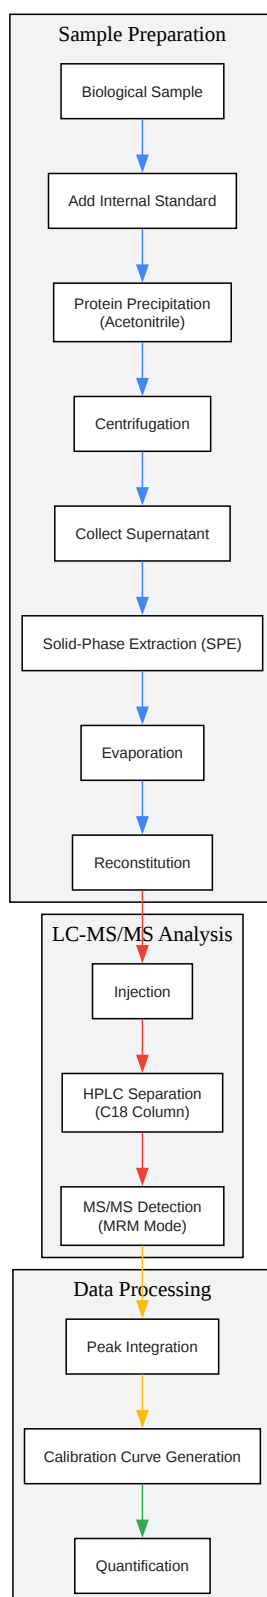 Sample Preparation
Biological Sample
Add Internal Standard
Protein Precipitation
(Acetonitrile)
Centrifugation
Collect Supernatant
Solid-Phase Extraction (SPE)
Evaporation
Reconstitution
LC-MS/MS Analysis
Injection
HPLC Separation
(C18 Column)
MS/MS Detection
(MRM Mode)
Data Processing
Peak Integration
Calibration Curve Generation
Quantification